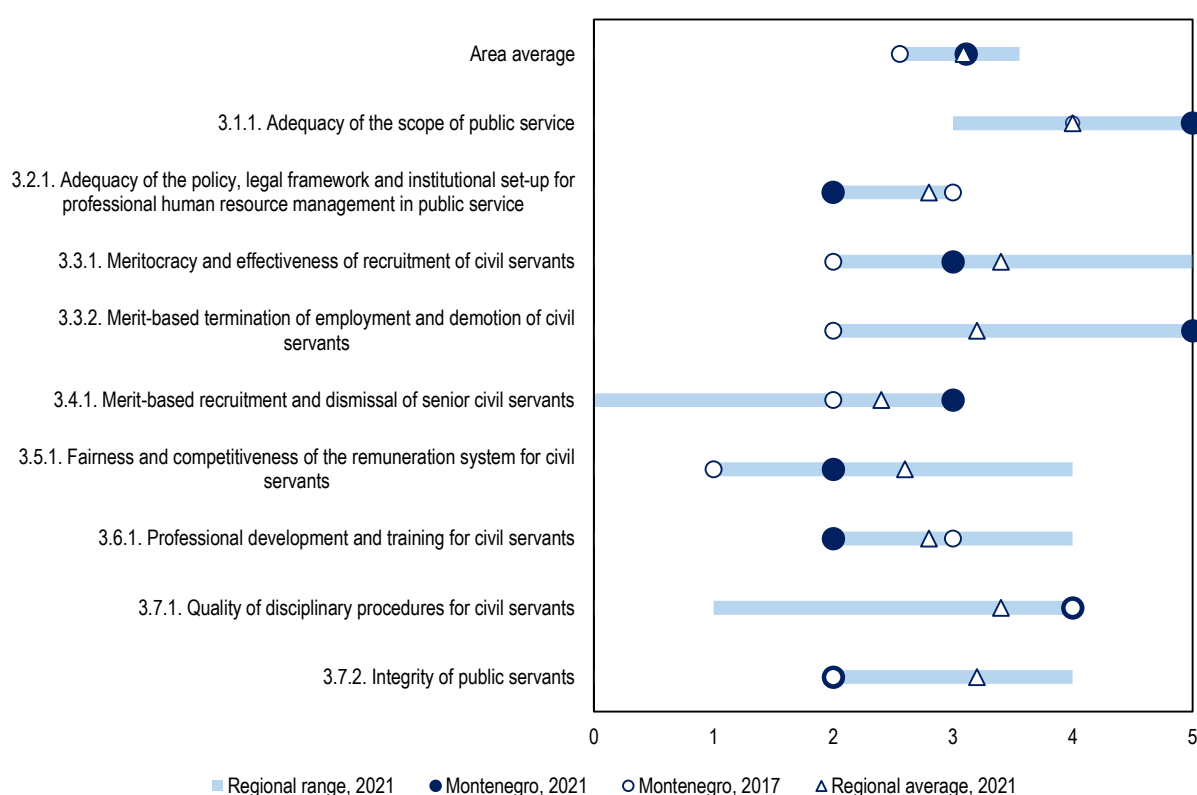 Area average
3.1.1. Adequacy of the scope of public service
3.2.1. Adequacy of the policy, legal framework and institutional set-up for
professional human resource management in public service
3.3.1. Meritocracy and effectiveness of recruitment of civil servants
3.3.2. Merit-based termination of employment and demotion of civil
servants
3.4.1. Merit-based recruitment and dismissal of senior civil servants
3.5.1. Fairness and competitiveness of the remuneration system for civil
servants
3.6.1. Professional development and training for civil servants
3.7.1. Quality of disciplinary procedures for civil servants
3.7.2. Integrity of public servants
0 1 2 3 4 5
Regional range, 2021 Montenegro, 2021 Montenegro, 2017 Regional average, 2021